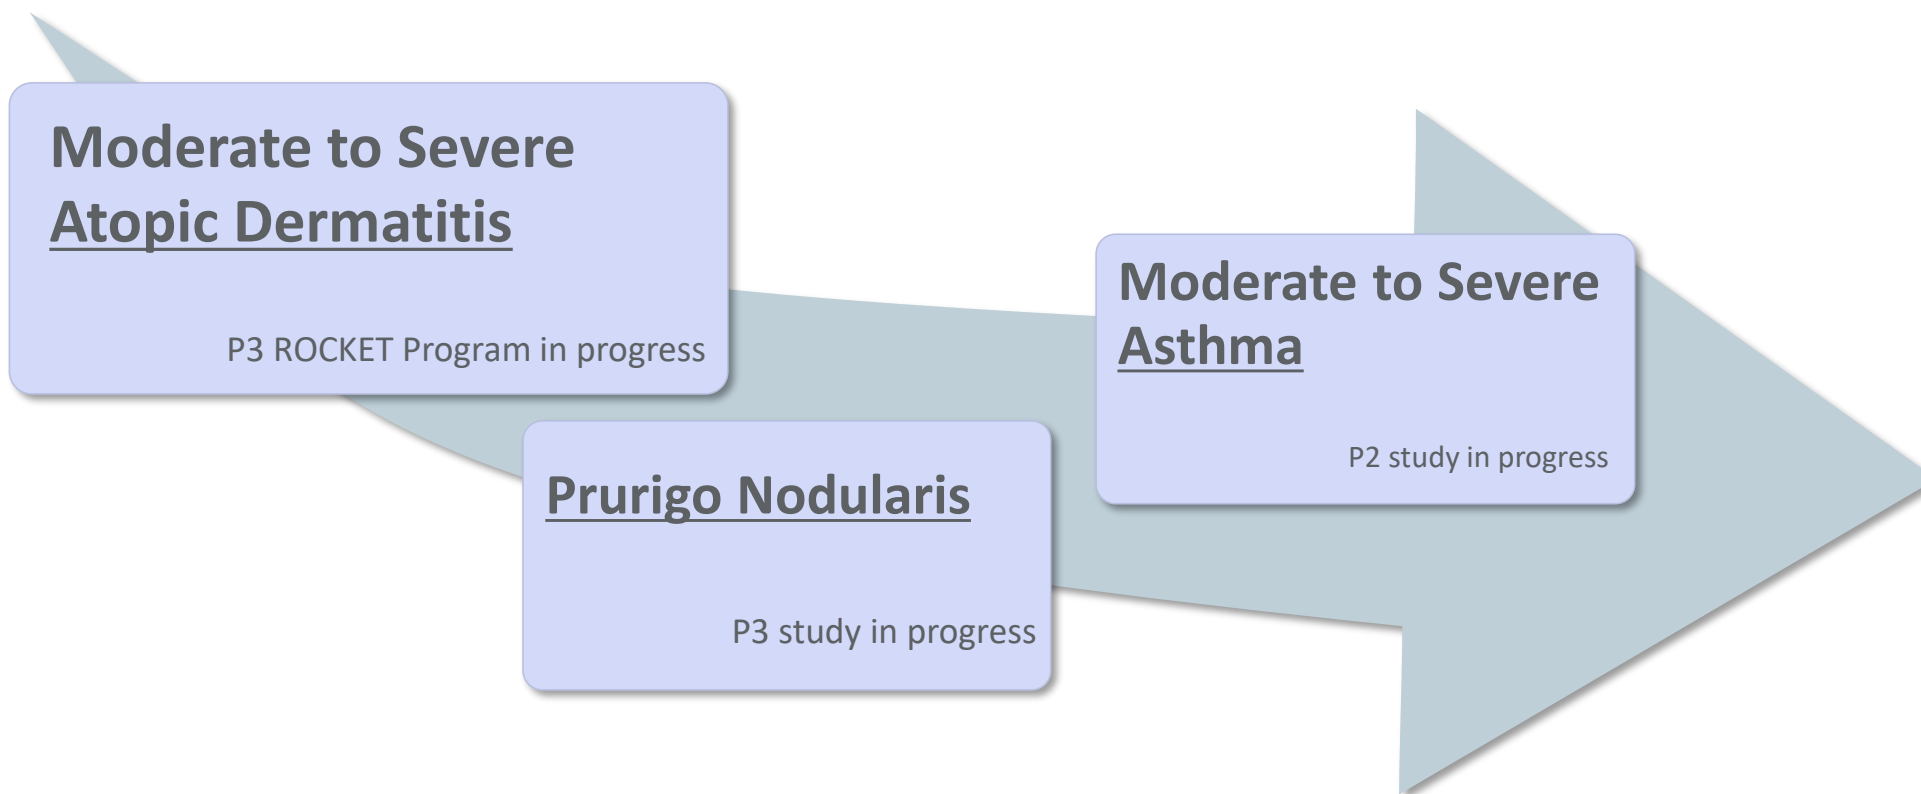 Moderate to Severe
Atopic Dermatitis
P3 ROCKET Program in progress
Prurigo Nodularis
P3 study in progress
Moderate to Severe
Asthma
P2 study in progress